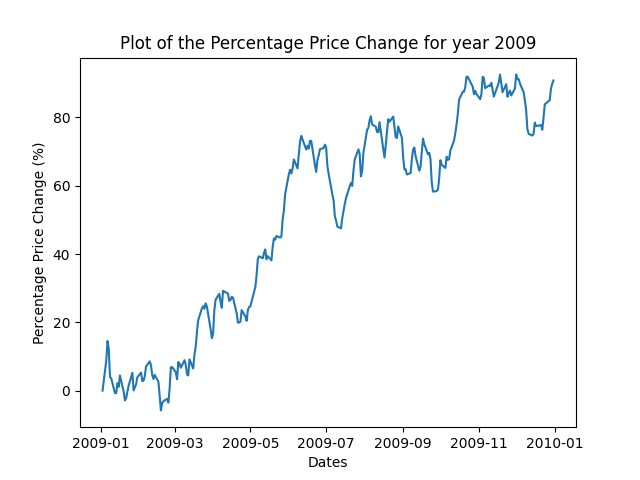 Plot of the Percentage Price Change for year 2009
Percentage Price Change (%)
80
60
40
20
0
2009-01 2009-03 2009-05 2009-07 2009-09 2009-11 2010-01
Dates